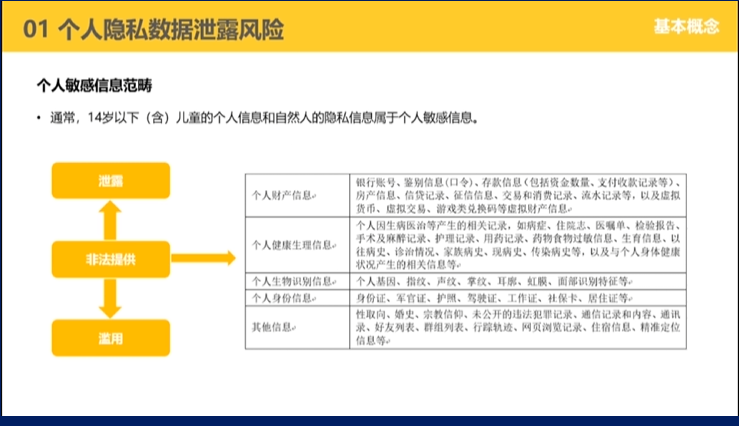 01 个人隐私数据泄露风险
基本概念
个人敏感信息范畴
• 通常，14岁以下（含）儿童的个人信息和自然人的隐私信息属于个人敏感信息。
泄露
非法提供
滥用
个人财产信息
银行账号、鉴别信息(口令)、存款信息（包括资金数量、支付收款记录等）、
房产信息、信贷记录、征信信息、交易和消费记录、流水记录等，以及虚拟
货币、虚拟交易、游戏类兑换码等虚拟财产信息
个人健康生理信息
个人因生病医治等产生的相关记录，如病症、住院志、医嘱单、检验报告、
手术及麻醉记录、护理记录、用药记录、药物食物过敏信息、生育信息、以
往病史、诊治情况、家族病史、现病史、传染病史等，以及与个人身体健康
状况产生的相关信息等
个人生物识别信息
个人基因、指纹、声纹、掌纹、耳廓、虹膜、面部识别特征等
个人身份信息
身份证、军官证、护照、驾驶证、工作证、社保卡、居住证等
其他信息
性取向、婚史、宗教信仰、未公开的违法犯罪记录、通信记录和内容、通讯
录、好友列表、群组列表、行踪轨迹、网页浏览记录、住宿信息、精准定位
信息等